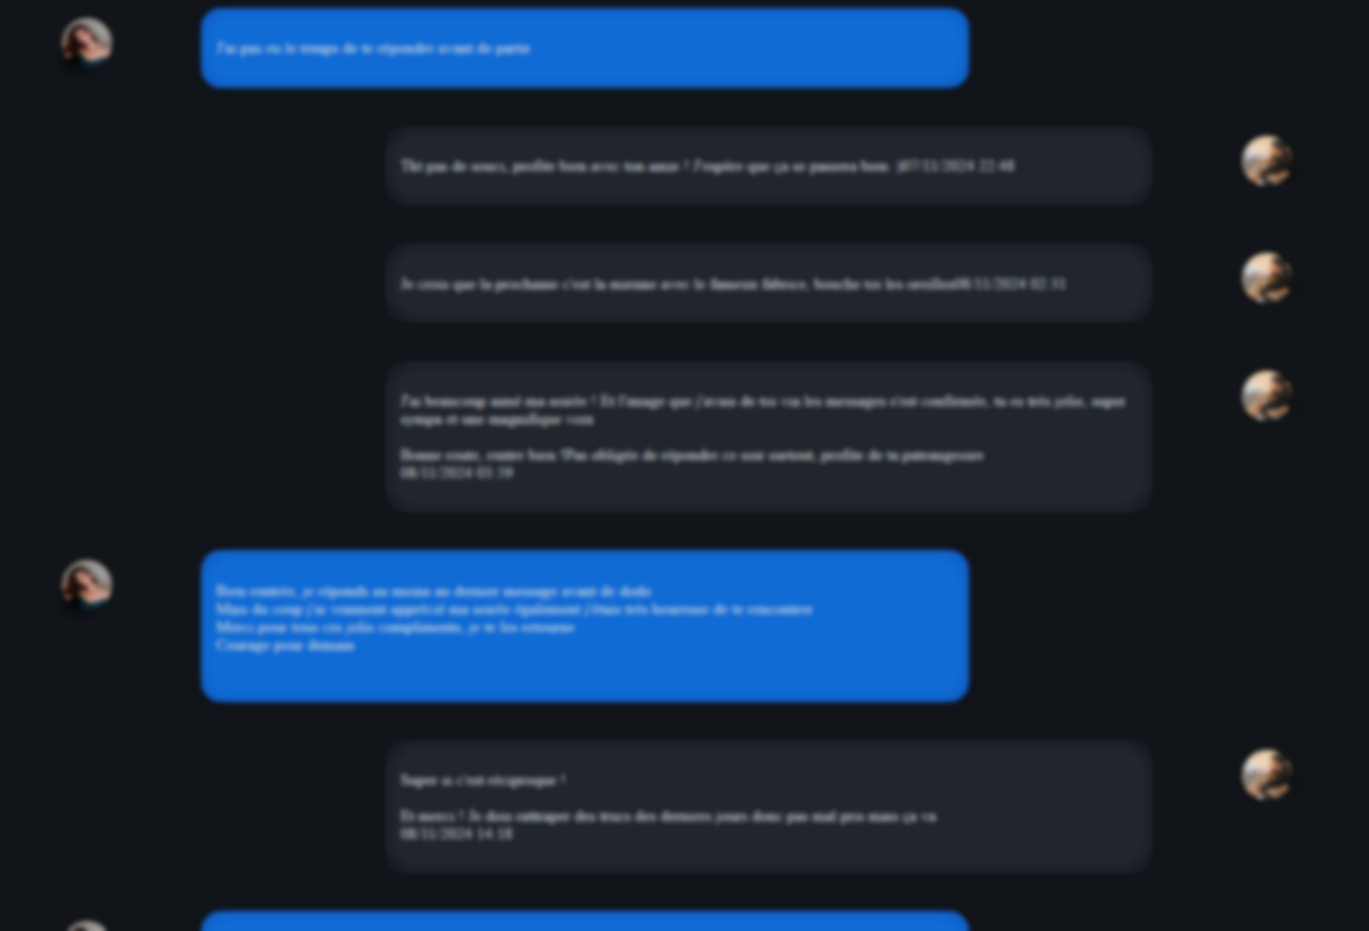 J'ai pas eu le temps de te répondre avant de partir
Tkt pas de souci, profite bien avec ton amie ! J'espère que ça se passera bien :)07/11/2024 22:48
Je crois que la prochaine c'est la mienne avec le fameux fabrice, bouche toi les oreilles08/11/2024 02:31
J'ai beaucoup aimé ma soirée ! Et l'image que j'avais de toi via les messages s'est confirmée, tu es très jolie, super
sympa et une magnifique voix
Bonne route, rentre bien !Pas obligée de répondre ce soir surtout, profite de ta
08/11/2024 03:59
Bien rentrée, je réponds au moins au dernier message avant de dodo
Mais du coup j'ai vraiment apprécié ma soirée également j'étais très heureuse de te rencontrer
Merci pour tous ces jolis compliments, je te les retourne
Courage pour demain
Super si c'est réciproque !
Et merci ! Je dois rattraper des trucs des derniers jours donc pas mal pris mais ça va
08/11/2024 14:18